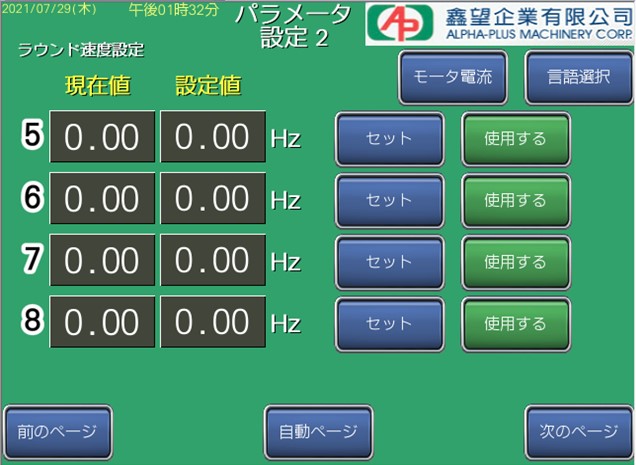 2021/07/29(木) 午後01時32分
パラメータ
設定 2
AP
鑫望企業有限公司
ALPHA-PLUS MACHINERY CORP.
ラウンド速度設定
モータ電流 言語選択
現在値 設定値
5 0.00 0.00 Hz セット 使用する
6 0.00 0.00 Hz セット 使用する
7 0.00 0.00 Hz セット 使用する
8 0.00 0.00 Hz セット 使用する
前のページ 自動ページ 次のページ